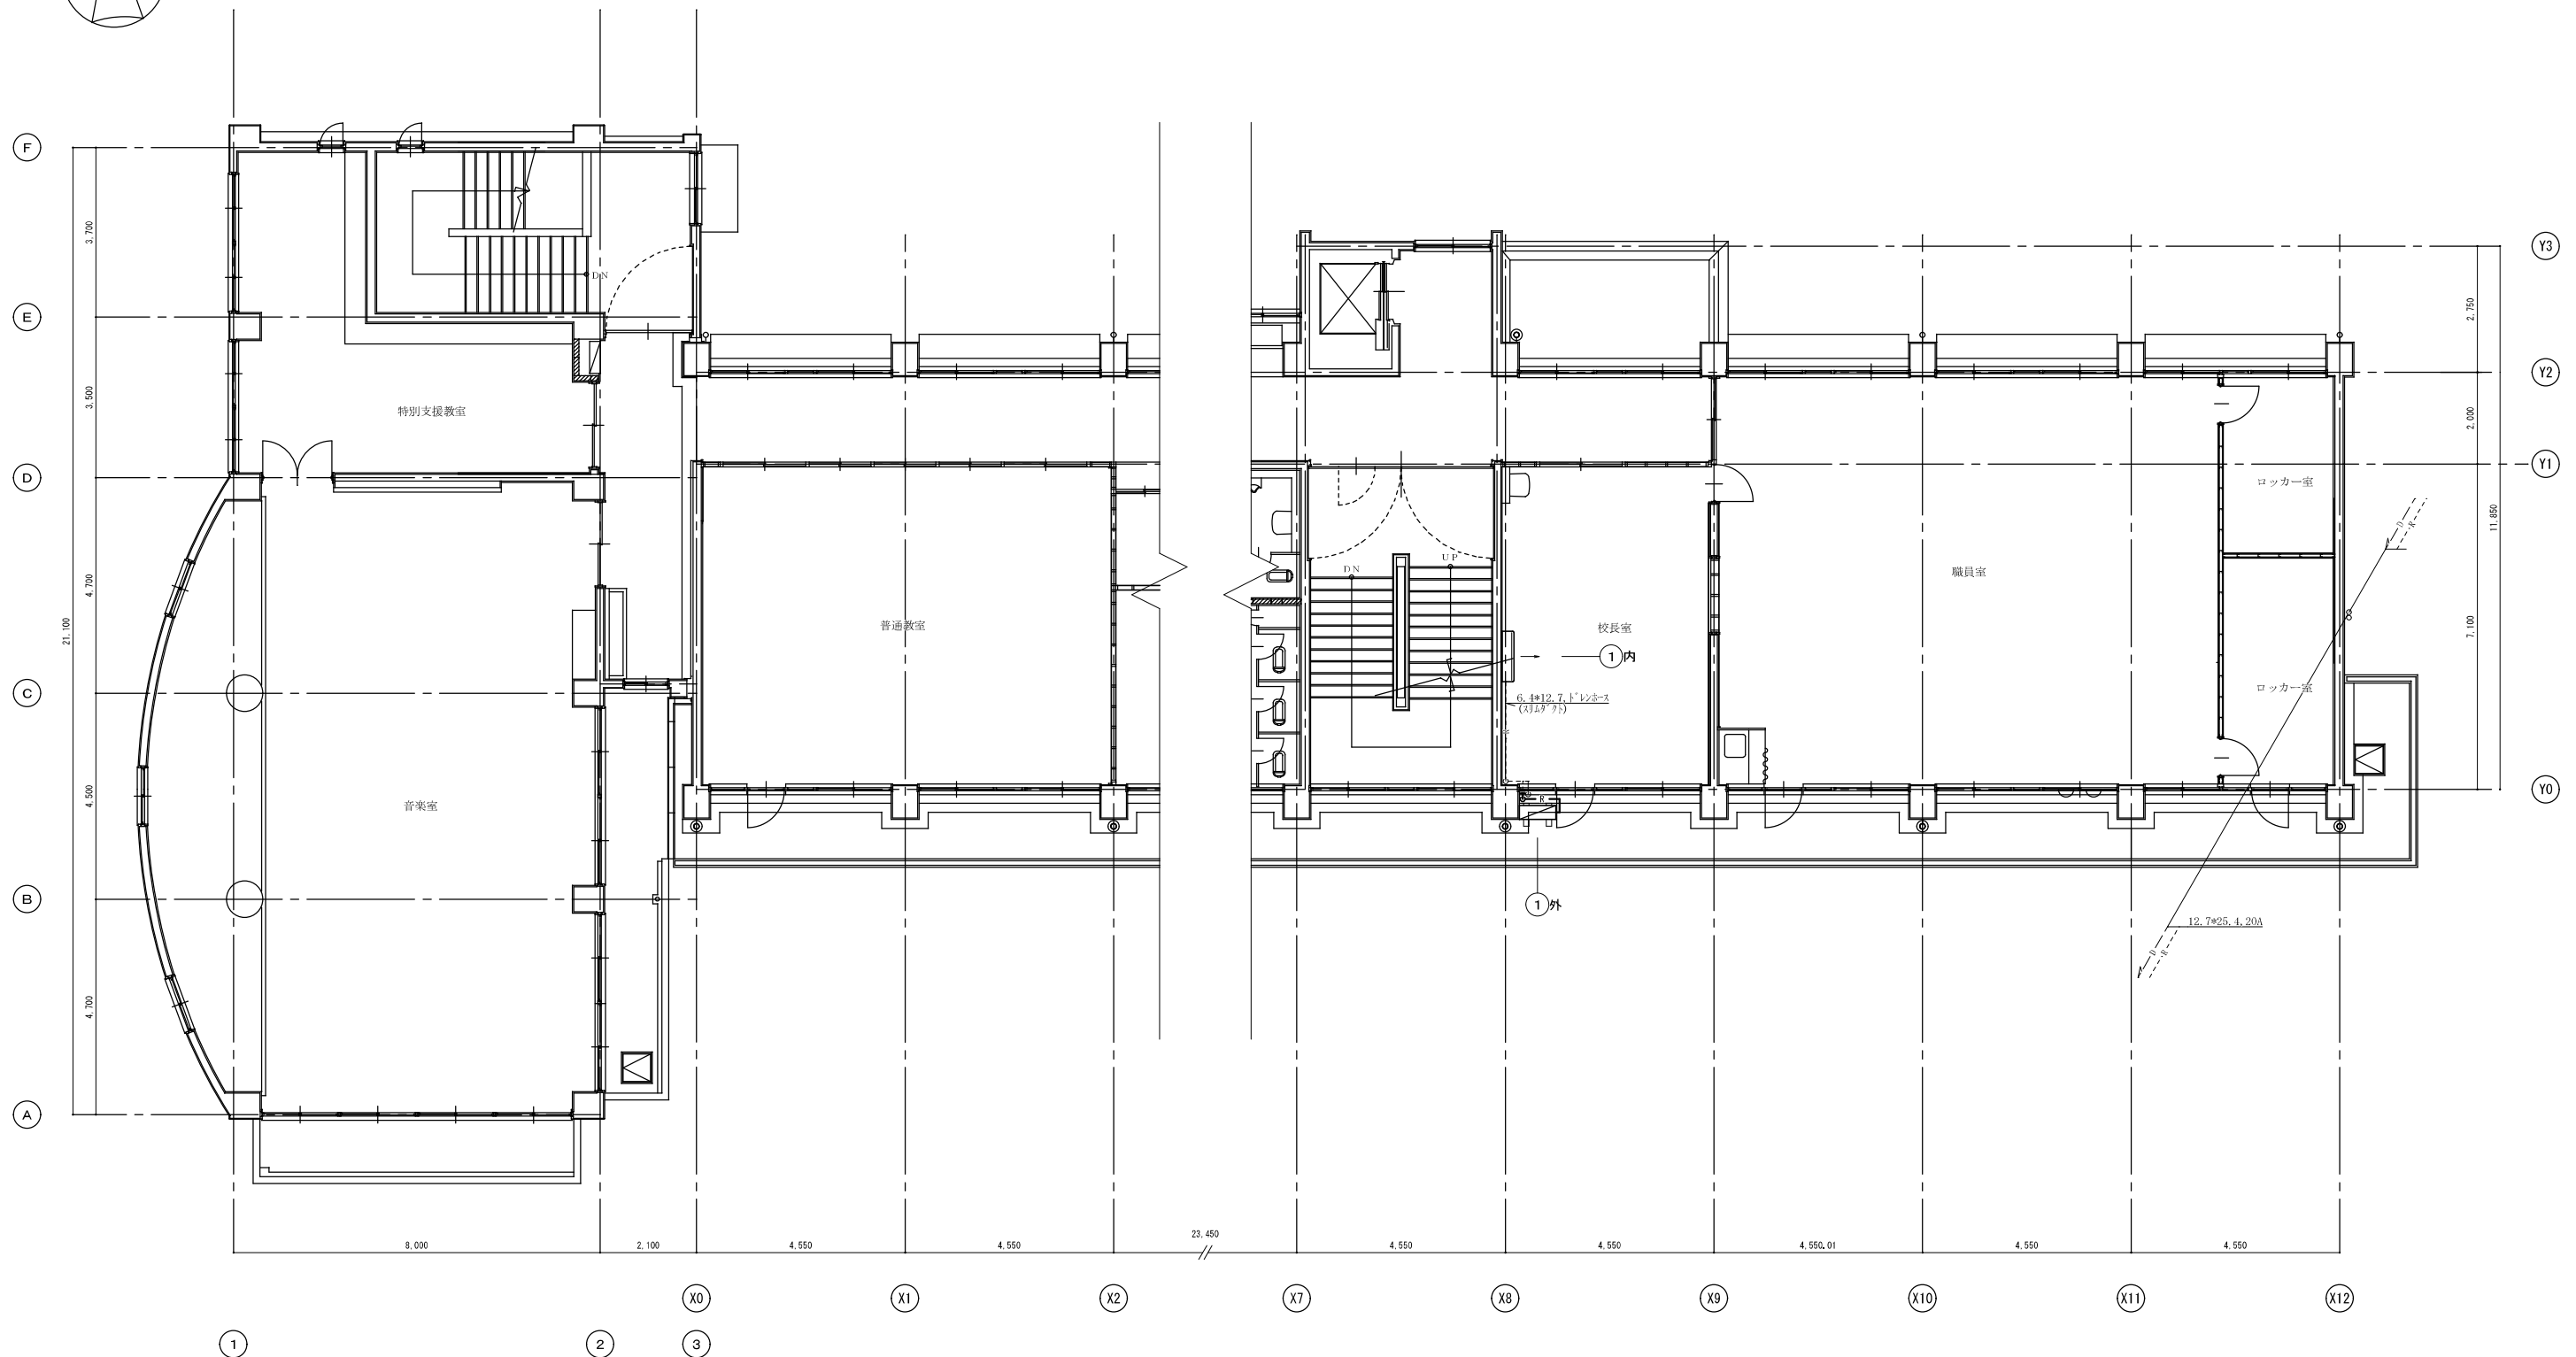 F
Y3
3,700
DN
E
2,750
Y2
3,500
2,000
特別支援教室
D
Y1
ロッカー室
D
R
11,850
UP
DN
職員室
4,700
21,100
普通教室
校長室
7,100
①内
C
6.4*12.7,ドレンホース
(スリムダクト)
ロッカー室
4,500
音楽室
R
Y0
B
①外
12.7*25.4,20A
D
R
4,700
A
23,450
8,000
2,100
4,550
4,550
4,550
4,550
4,550.01
4,550
4,550
X0
X1
X2
X7
X8
X9
X10
X11
X12
1
2
3